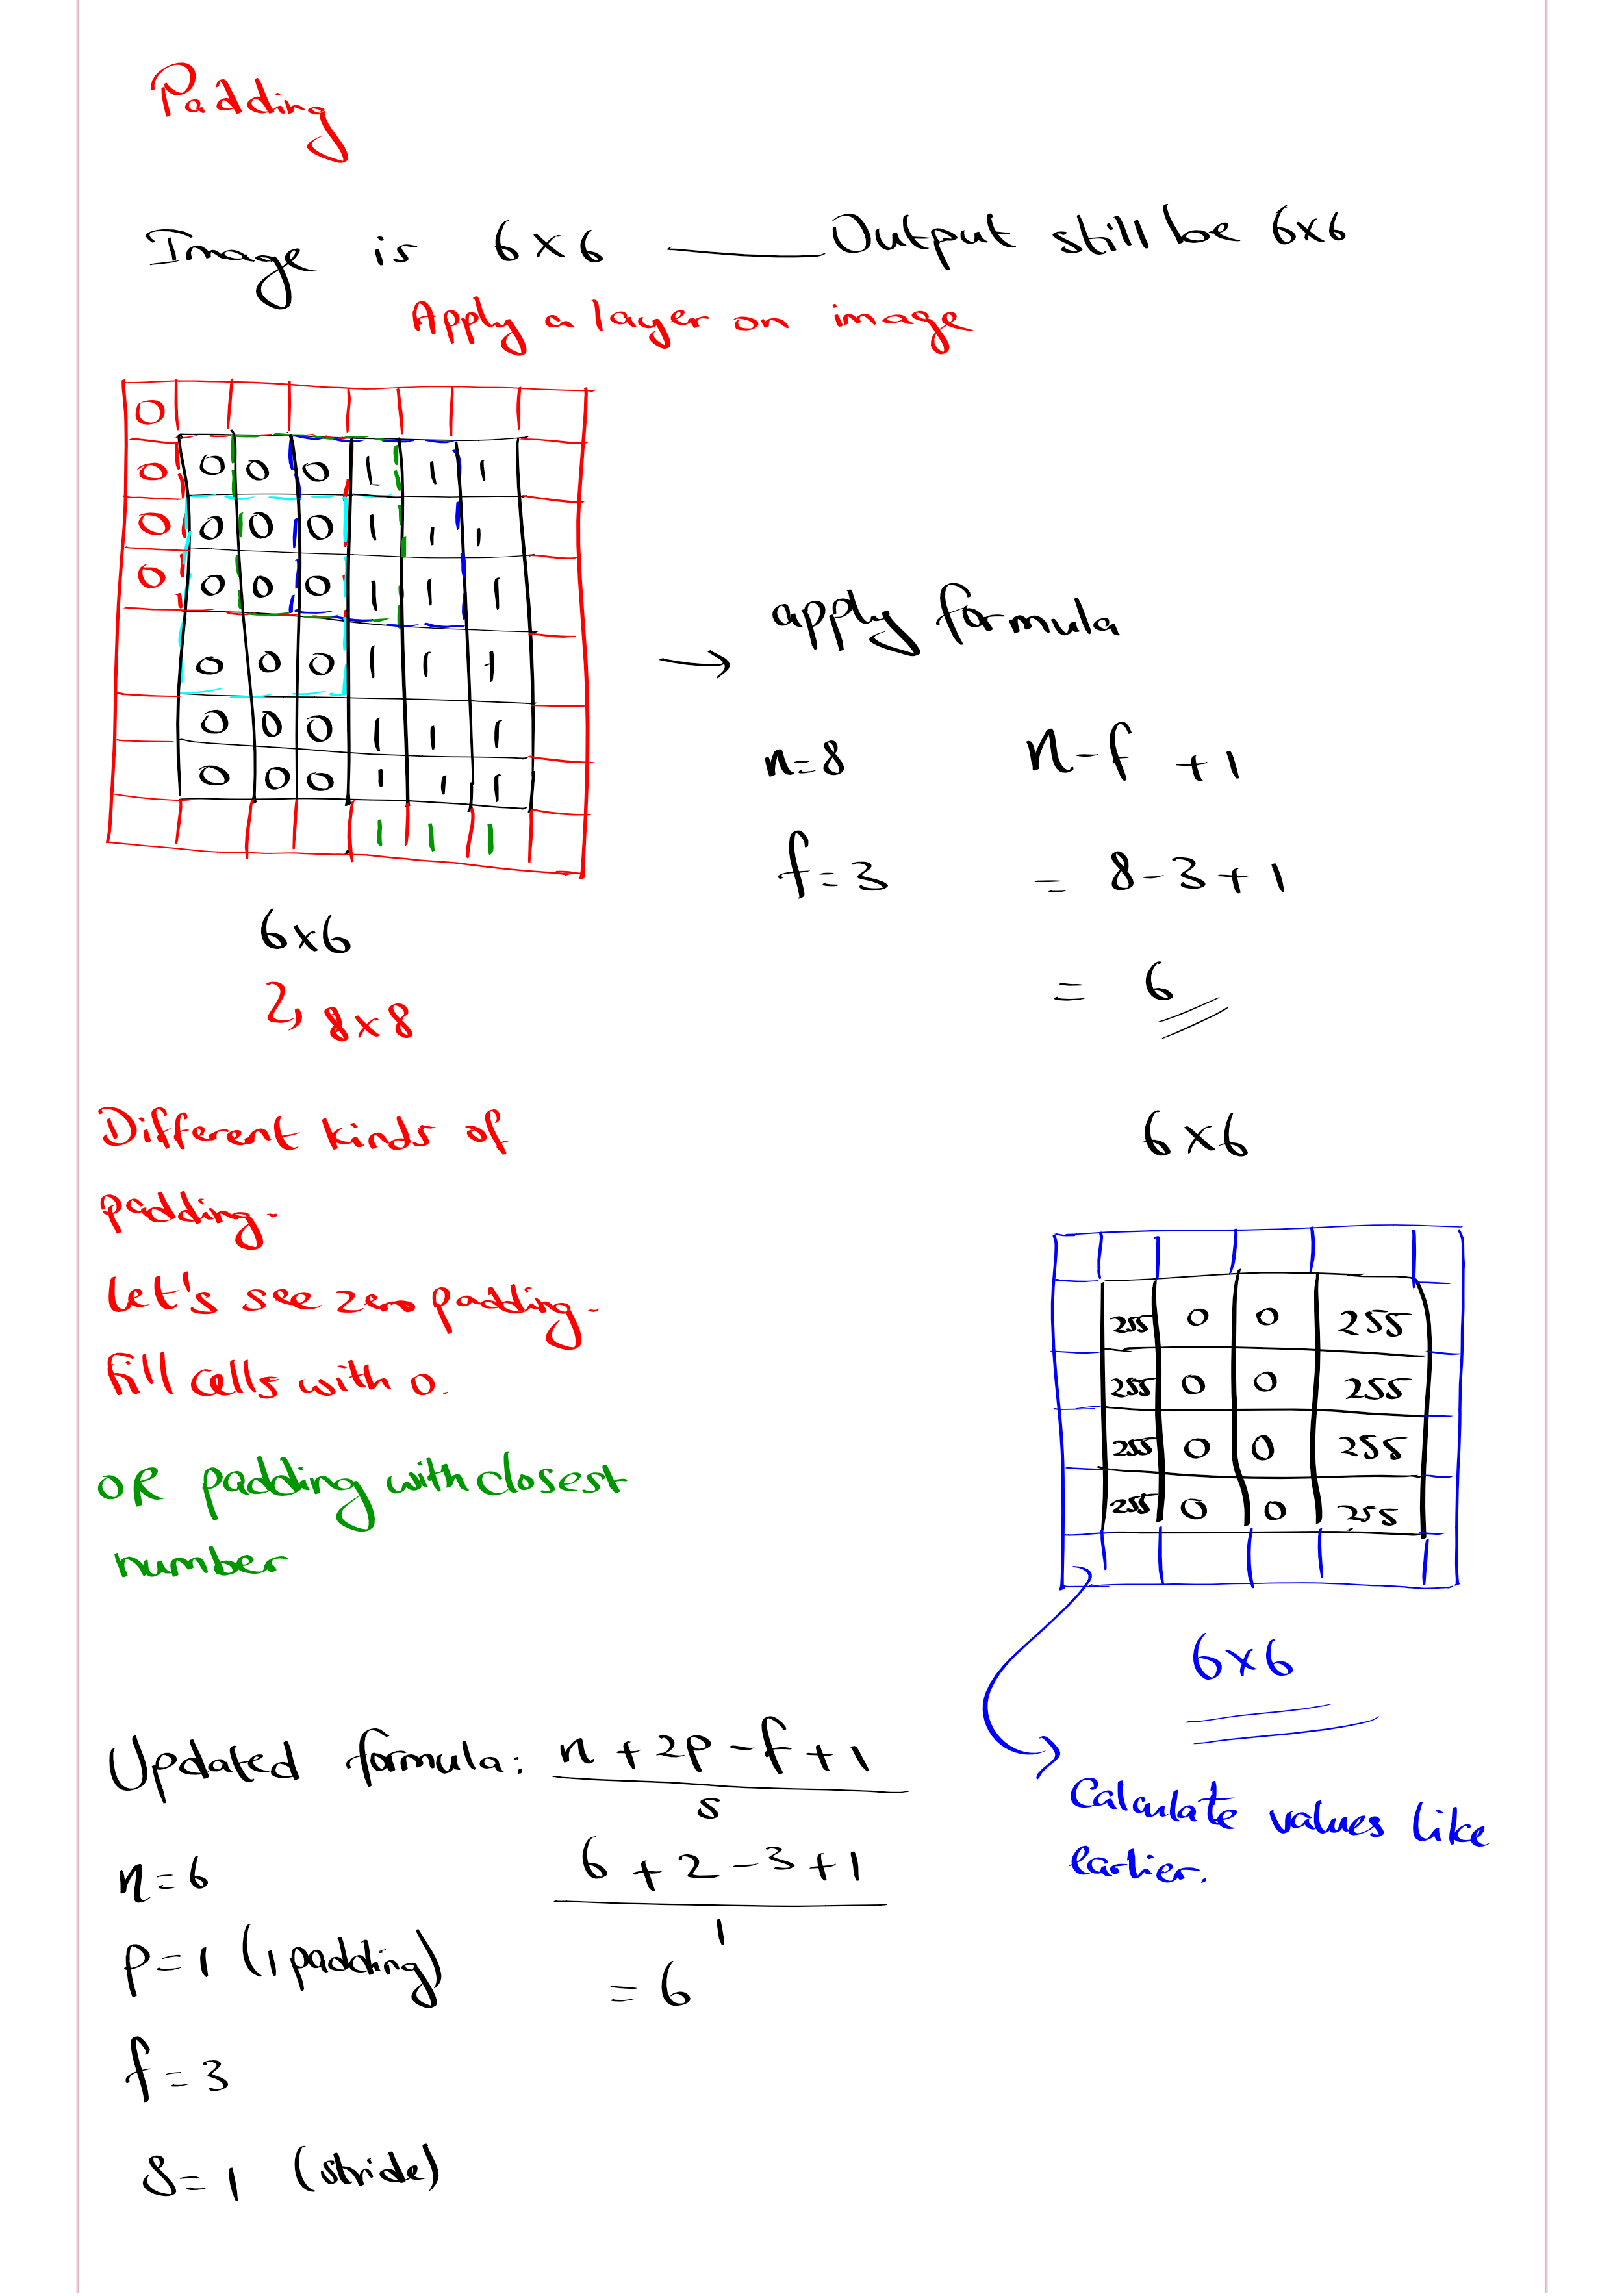 Padding
Image is 6x6 —— Output still be 6x6
Apply a layer on image
0
0 0 0 0 1 1 1
0 0 0 0 1 1 1
0 0 0 0 1 1 1
0 0 0 1 1 1
0 0 0 1 1 1
0 0 0 1 1 1
1 1 1
6x6
8x8
→ apply formula
n=8 n-f +1
f=3 = 8-3+1
= 6
6x6
Different kinds of
padding.
Let's see zero padding.
fill cells with 0.
OR padding with closest
number
255 0 0 255
255 0 0 255
255 0 0 255
255 0 0 255
6x6
Calculate values like
earlier.
Updated formula: n + 2p - f + 1
s
n=6
6 + 2 - 3 + 1
1
p=1 (1 padding)
= 6
f=3
s=1 (stride)